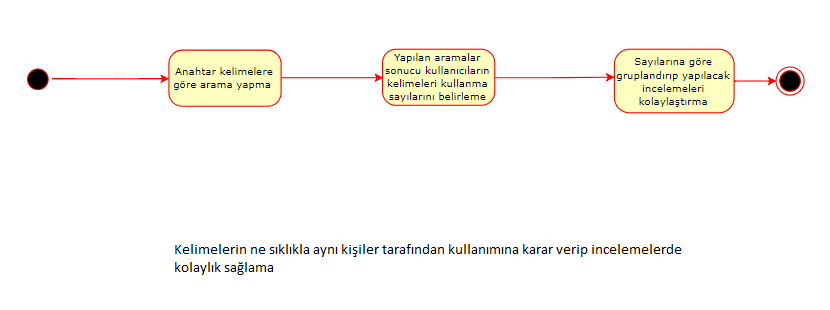 Anahtar kelimelere
göre arama yapma
Yapılan aramalar
sonucu kullanıcıların
kelimeleri kullanma
sayılarını belirleme
Sayılarına göre
gruplandırıp yapılacak
incelemeleri
kolaylaştırma
Kelimelerin ne sıklıkla aynı kişiler tarafından kullanımına karar verip incelemelerde
kolaylık sağlama